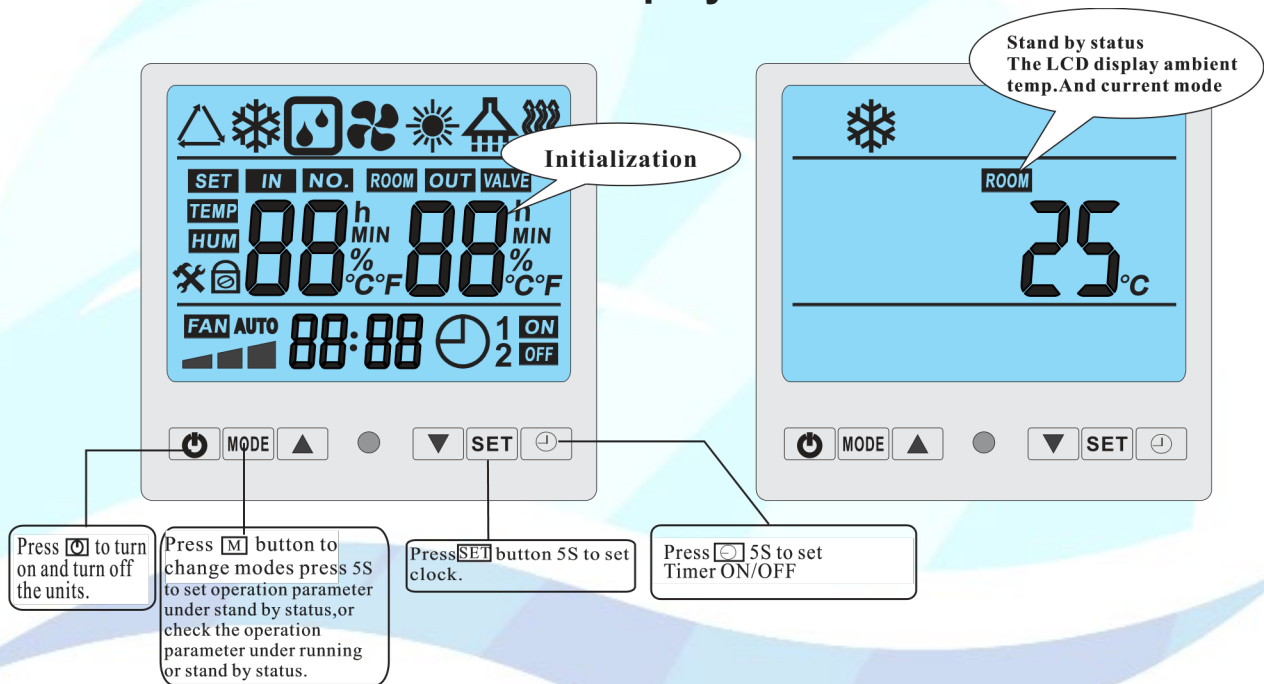 Stand by status
The LCD display ambient
temp.And current mode
Initialization
SET IN NO. ROOM OUT VALVE
TEMP
HUM
88 h MIN % °C°F 88 h MIN % °C°F
FAN AUTO 88:88 1 ON
2 OFF
ROOM
25 °C
MODE ▲ ▼ SET
MODE ▲ ▼ SET
Press to turn
on and turn off
the units.
Press M button to
change modes press 5S
to set operation parameter
under stand by status,or
check the operation
parameter under running
or stand by status.
Press SET button 5S to set
clock.
Press 5S to set
Timer ON/OFF